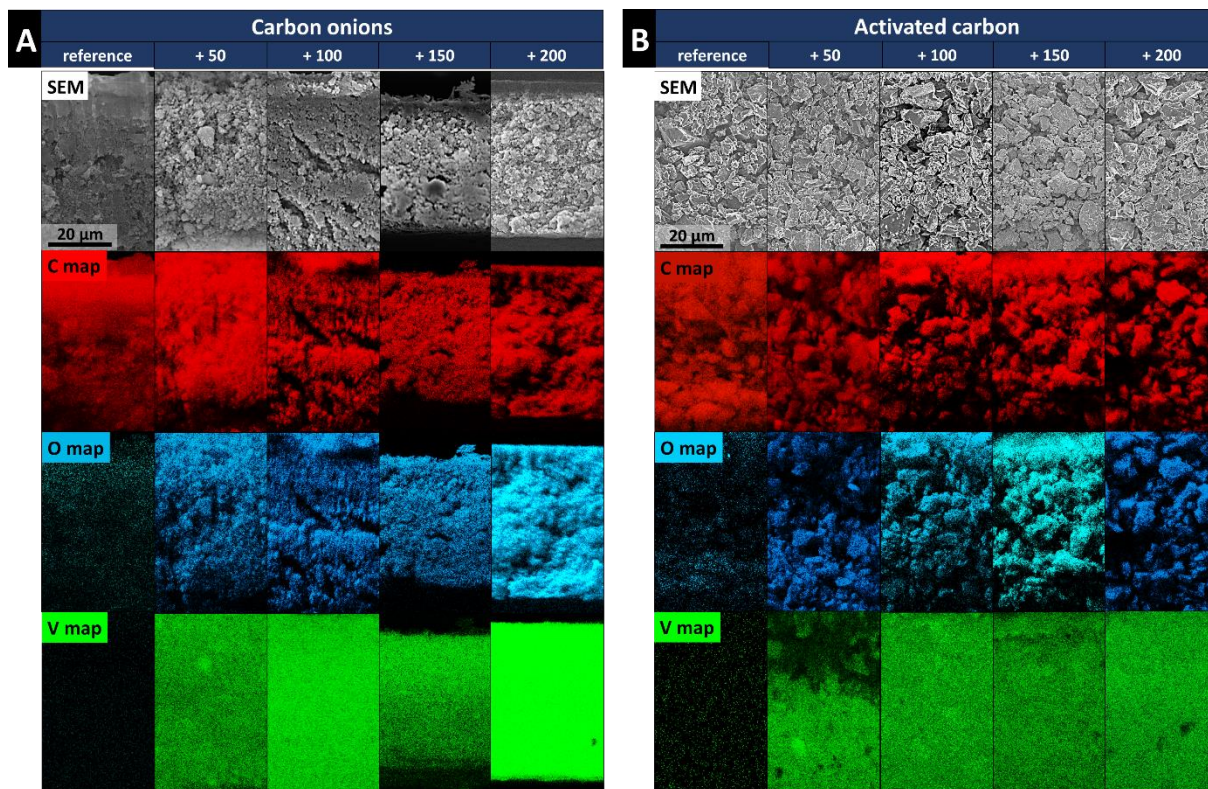 A
Carbon onions
reference + 50 + 100 + 150 + 200
SEM
20 µm
C map
O map
V map
B
Activated carbon
reference + 50 + 100 + 150 + 200
SEM
20 µm
C map
O map
V map